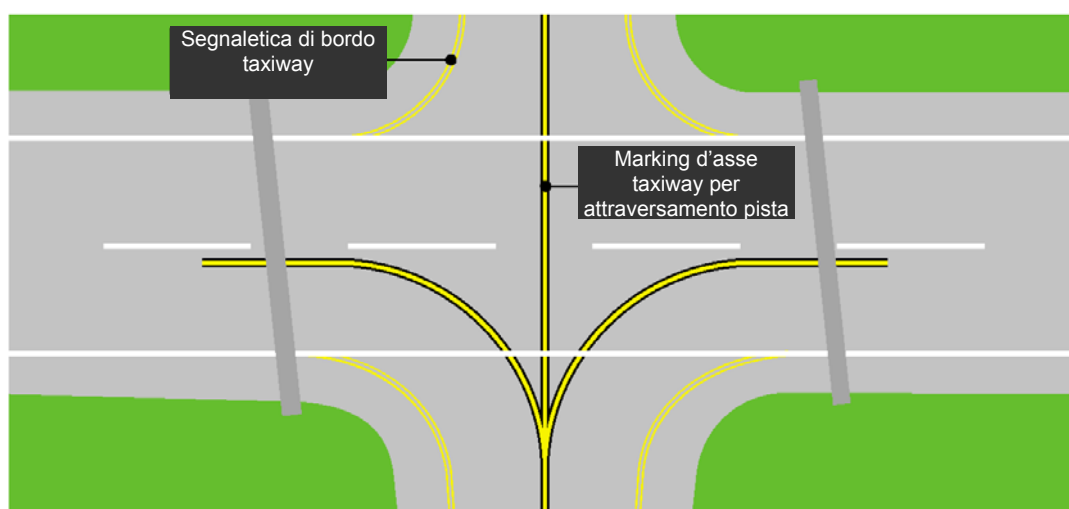 Segnaletica di bordo
taxiway
Marking d’asse
taxiway per
attraversamento pista